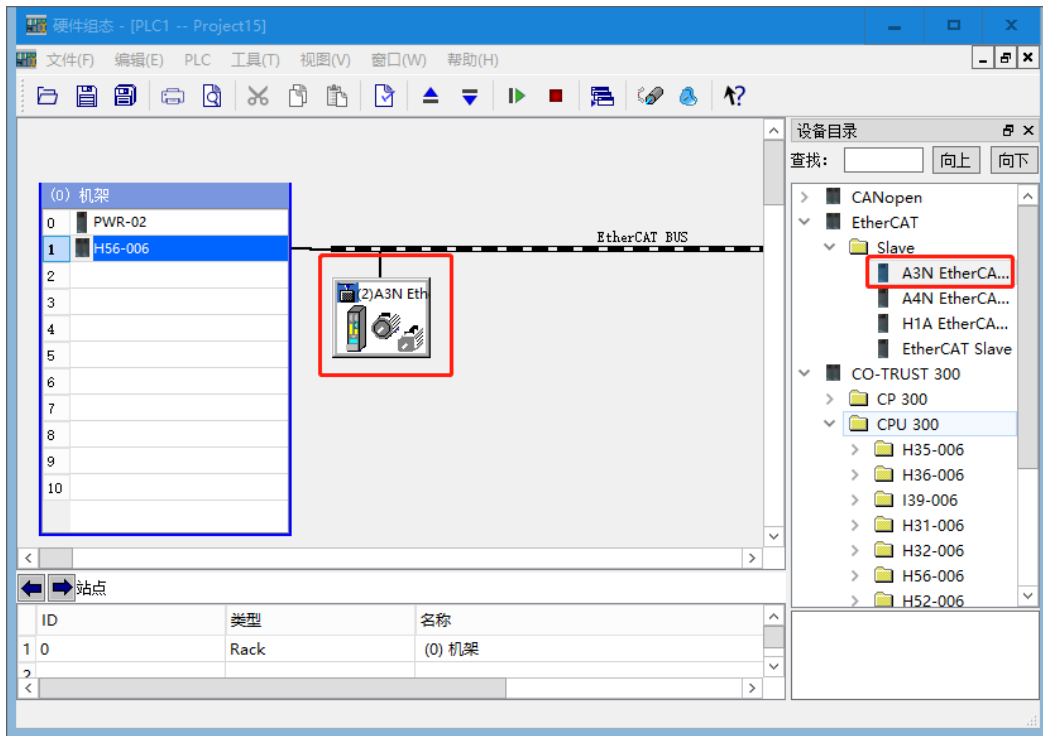 硬件组态 - [PLC1 -- Project15]
文件(F) 编辑(E) PLC 工具(T) 视图(V) 窗口(W) 帮助(H)
设备目录
查找: 向上 向下
(0) 机架
0 PWR-02
1 H56-006
2
3
4
5
6
7
8
9
10
EtherCAT BUS
(2)A3N Eth
CANopen
EtherCAT
Slave
A3N EtherCA...
A4N EtherCA...
H1A EtherCA...
EtherCAT Slave
CO-TRUST 300
CP 300
CPU 300
H35-006
H36-006
I39-006
H31-006
H32-006
H56-006
H52-006
站点
ID 类型 名称
1 0 Rack (0) 机架
2